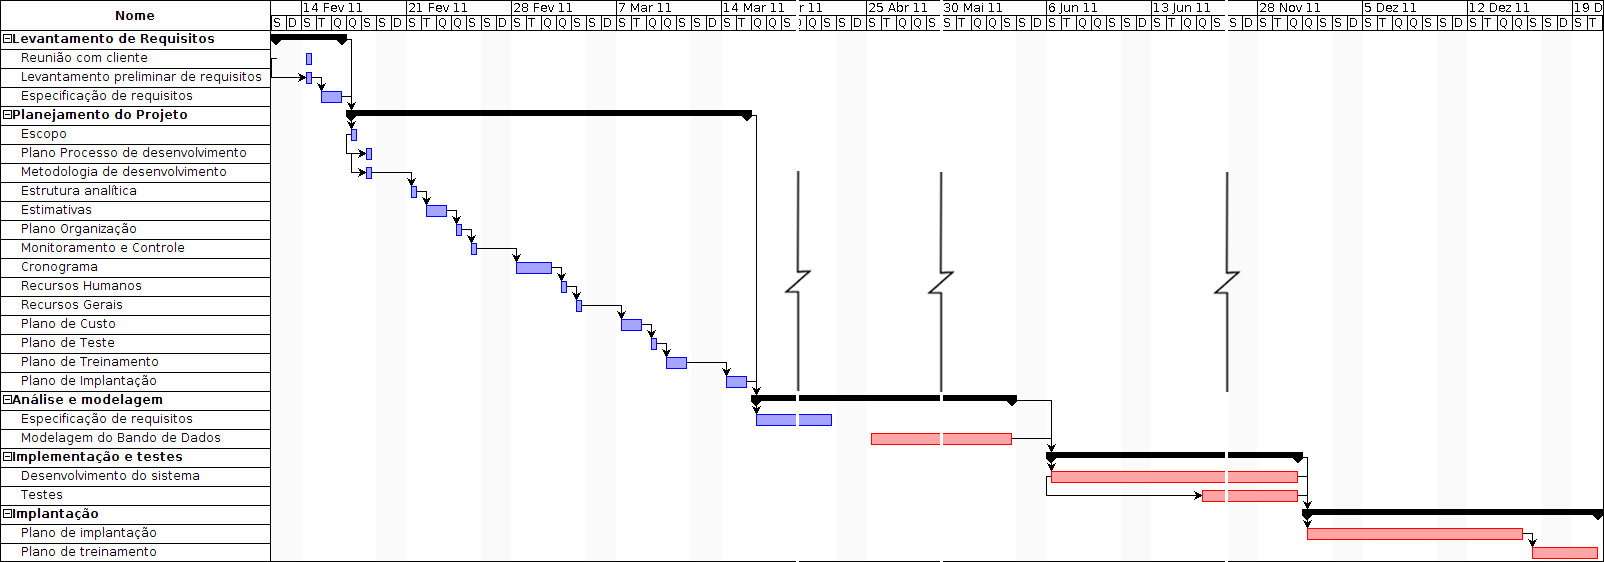 Nome
14 Fev 11 21 Fev 11 28 Fev 11 7 Mar 11 14 Mar 11 r 11 25 Abr 11 30 Mai 11 6 Jun 11 13 Jun 11 28 Nov 11 5 Dez 11 12 Dez 11 19 D
S D S T Q Q S S D S T Q Q S S D S T Q Q S S D S T Q Q S S D S T Q Q S Q Q S S D S T Q Q S S T Q Q S S D S T Q Q S S D S T Q Q S S D S T Q Q S S D S T Q Q S S D S T Q Q S S D S T
Levantamento de Requisitos
Reunião com cliente
Levantamento preliminar de requisitos
Especificação de requisitos
Planejamento do Projeto
Escopo
Plano Processo de desenvolvimento
Metodologia de desenvolvimento
Estrutura analítica
Estimativas
Plano Organização
Monitoramento e Controle
Cronograma
Recursos Humanos
Recursos Gerais
Plano de Custo
Plano de Teste
Plano de Treinamento
Plano de Implantação
Análise e modelagem
Especificação de requisitos
Modelagem do Bando de Dados
Implementação e testes
Desenvolvimento do sistema
Testes
Implantação
Plano de implantação
Plano de treinamento